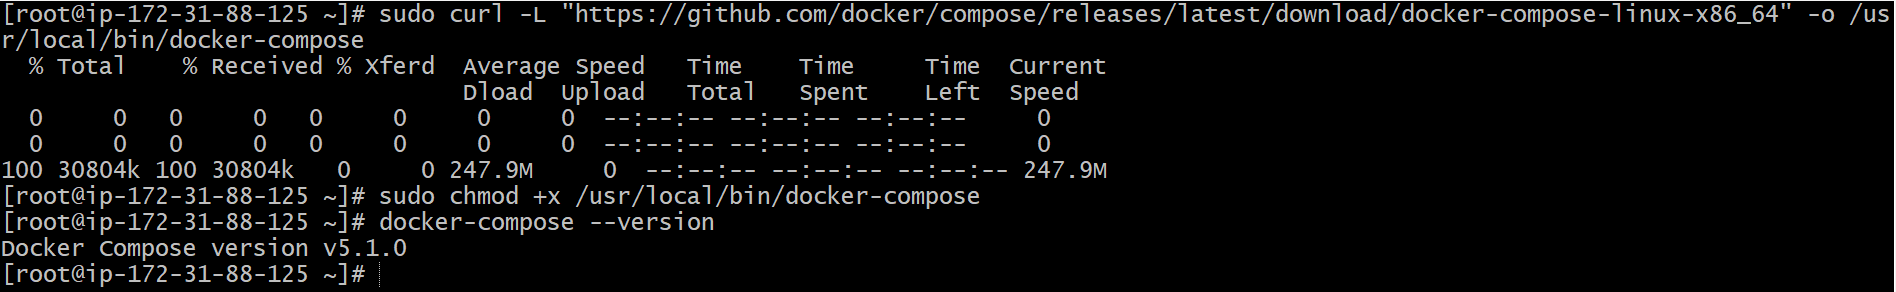 [root@ip-172-31-88-125 ~]# sudo curl -L "https://github.com/docker/compose/releases/latest/download/docker-compose-linux-x86_64" -o /us
r/local/bin/docker-compose
  % Total    % Received % Xferd  Average Speed   Time    Time     Time  Current
                                 Dload  Upload   Total   Spent    Left  Speed
  0     0   0     0   0     0     0     0  --:--:-- --:--:-- --:--:--     0
  0     0   0     0   0     0     0     0  --:--:-- --:--:-- --:--:--     0
100 30804k 100 30804k   0     0 247.9M     0  --:--:-- --:--:-- --:--:-- 247.9M
[root@ip-172-31-88-125 ~]# sudo chmod +x /usr/local/bin/docker-compose
[root@ip-172-31-88-125 ~]# docker-compose --version
Docker Compose version v5.1.0
[root@ip-172-31-88-125 ~]#